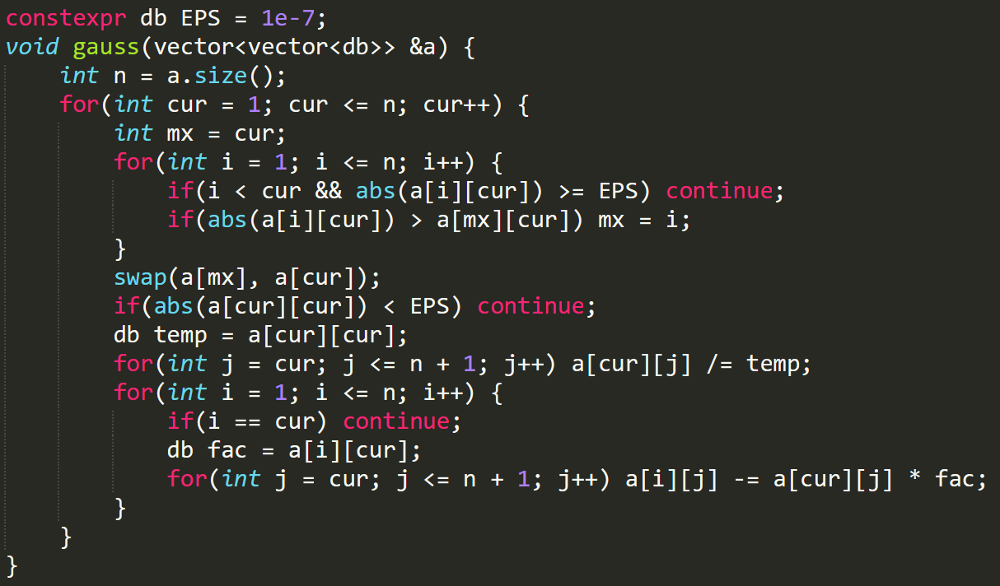 constexpr db EPS = 1e-7;
void gauss(vector<vector<db>> &a) {
    int n = a.size();
    for(int cur = 1; cur <= n; cur++) {
        int mx = cur;
        for(int i = 1; i <= n; i++) {
            if(i < cur && abs(a[i][cur]) >= EPS) continue;
            if(abs(a[i][cur]) > a[mx][cur]) mx = i;
        }
        swap(a[mx], a[cur]);
        if(abs(a[cur][cur]) < EPS) continue;
        db temp = a[cur][cur];
        for(int j = cur; j <= n + 1; j++) a[cur][j] /= temp;
        for(int i = 1; i <= n; i++) {
            if(i == cur) continue;
            db fac = a[i][cur];
            for(int j = cur; j <= n + 1; j++) a[i][j] -= a[cur][j] * fac;
        }
    }
}